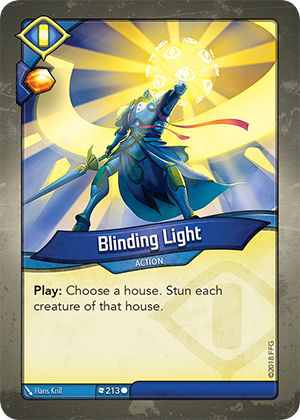 Blinding Light
ACTION
Play: Choose a house. Stun each
creature of that house.
Hans Krill
213
©2018 FFG